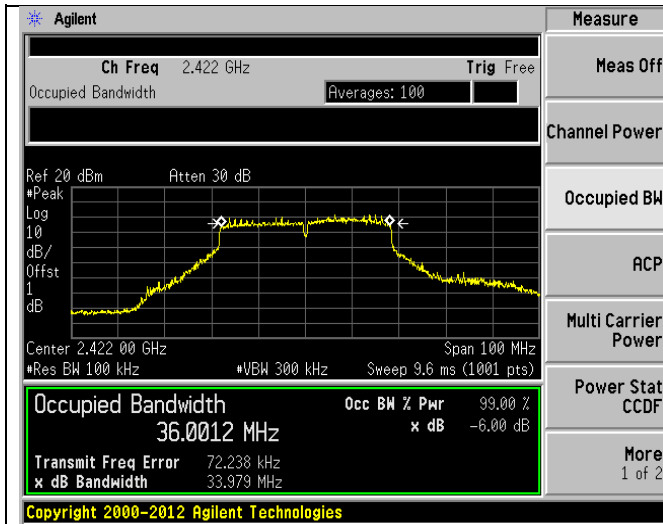 Agilent
Measure
Ch Freq 2.422 GHz Trig Free
Occupied Bandwidth Averages: 100
Ref 20 dBm Atten 30 dB
#Peak
Log
10
dB/
Offst
1
dB
Center 2.422 00 GHz Span 100 MHz
#Res BW 100 kHz #VBW 300 kHz Sweep 9.6 ms (1001 pts)
Occupied Bandwidth Occ BW % Pwr 99.00 %
36.0012 MHz x dB -6.00 dB
Transmit Freq Error 72.238 kHz
x dB Bandwidth 33.979 MHz
Copyright 2000-2012 Agilent Technologies
Meas Off
Channel Power
Occupied BW
ACP
Multi Carrier
Power
Power Stat
CCDF
More
1 of 2